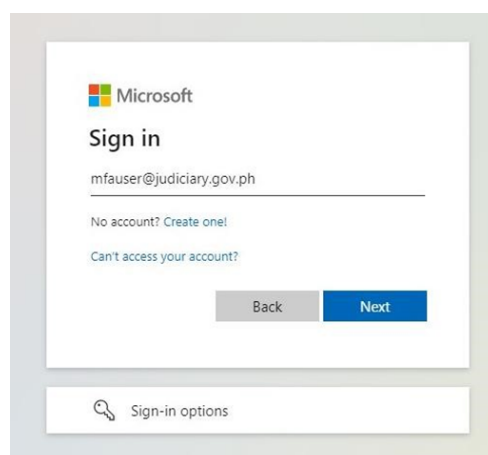 Microsoft
Sign in
mfauser@judiciary.gov.ph
No account? Create one!
Can't access your account?
Back Next
Sign-in options